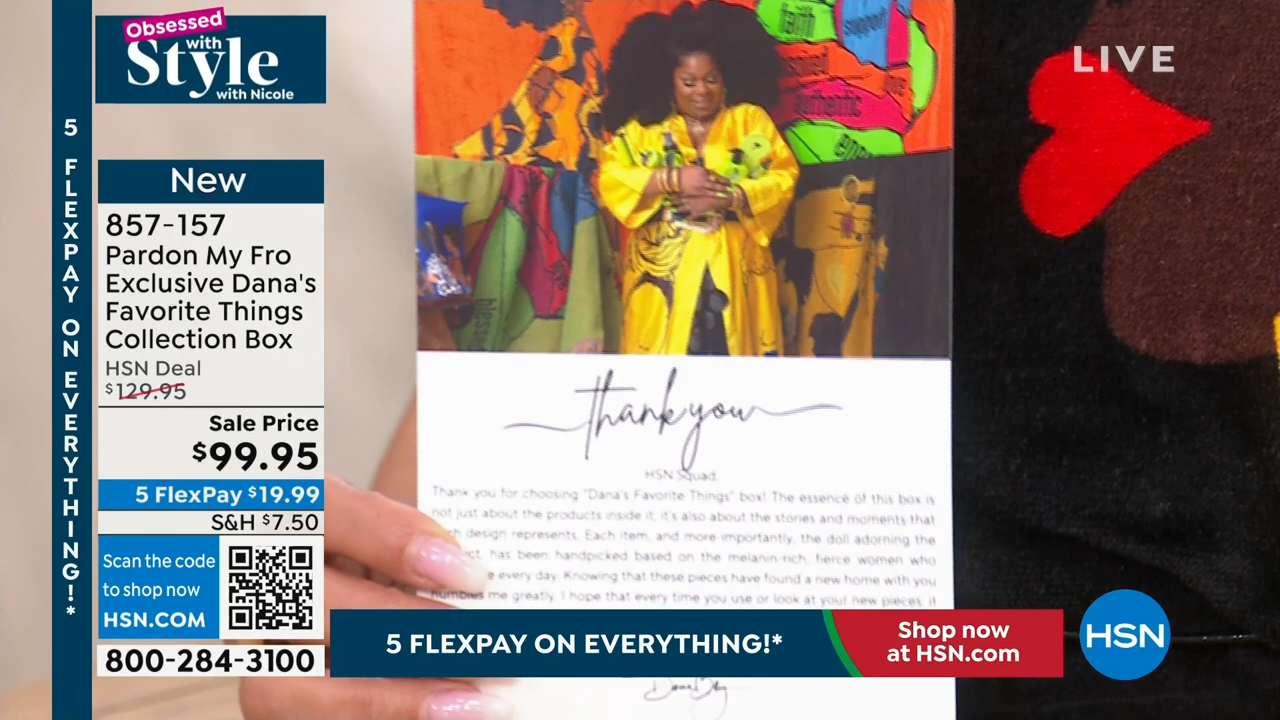 Obsessed
with
Style
with Nicole
LIVE
5 FLEXPAY ON EVERYTHING!*
New
857-157
Pardon My Fro
Exclusive Dana's
Favorite Things
Collection Box
HSN Deal
$129.95
Sale Price
$99.95
5 FlexPay $19.99
S&H $7.50
Scan the code
to shop now
HSN.COM
800-284-3100
faith
support
authentic
thank you
HSN Squad,
Thank you for choosing "Dana's Favorite Things" box! The essence of this box is
not just about the products inside it; it's also about the stories and moments that
design represents. Each item, and more importantly, the doll adorning the
has been handpicked based on the melanin-rich, fierce women who
every day. Knowing that these pieces have found a new home with you
humbles me greatly. I hope that every time you use or look at your new pieces, it
5 FLEXPAY ON EVERYTHING!*
Shop now
at HSN.com
HSN